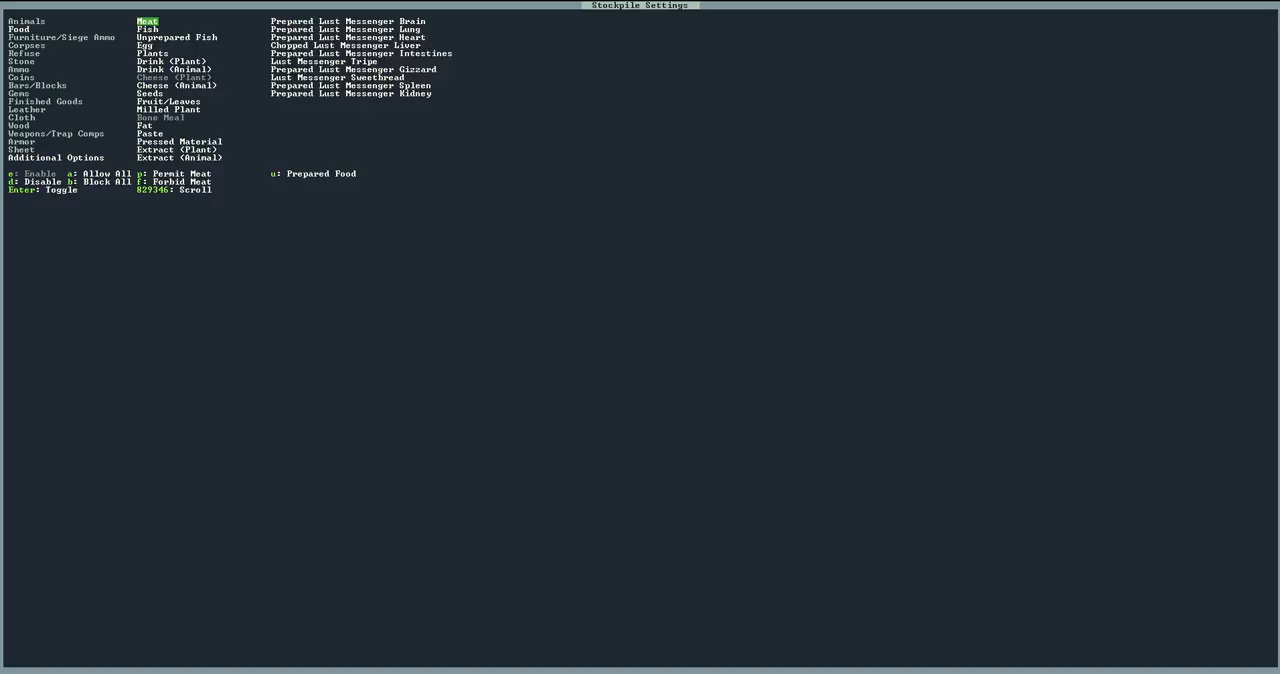 Stockpile Settings
Animals Meat Prepared Lust Messenger Brain
Food Fish Prepared Lust Messenger Lung
Furniture/Siege Ammo Unprepared Fish Prepared Lust Messenger Heart
Corpses Egg Chopped Lust Messenger Liver
Refuse Plants Prepared Lust Messenger Intestines
Stone Drink (Plant) Lust Messenger Tripe
Ammo Drink (Animal) Prepared Lust Messenger Gizzard
Coins Cheese (Plant) Lust Messenger Sweetbread
Bars/Blocks Cheese (Animal) Prepared Lust Messenger Spleen
Gems Seeds Prepared Lust Messenger Kidney
Finished Goods Fruit/Leaves
Leather Milled Plant
Cloth Bone Meal
Wood Fat
Weapons/Trap Comps Paste
Armor Pressed Material
Sheet Extract (Plant)
Additional Options Extract (Animal)
e: Enable a: Allow All p: Permit Meat u: Prepared Food
d: Disable b: Block All f: Forbid Meat
Enter: Toggle 829346: Scroll